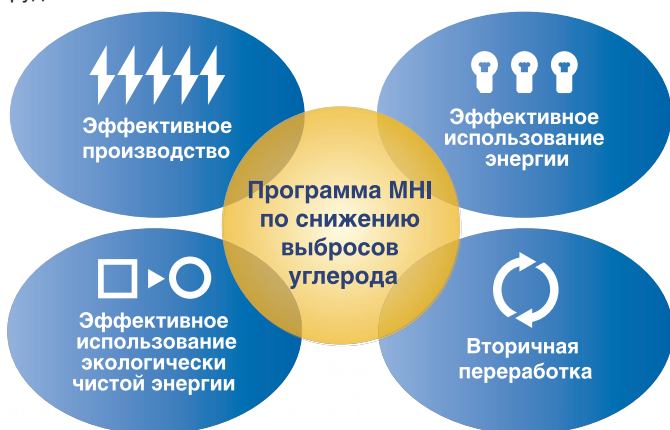 Эффективное
производство
Эффективное
использование
энергии
Программа MHI
по снижению
выбросов
углерода
Эффективное
использование
экологически
чистой энергии
Вторичная
переработка